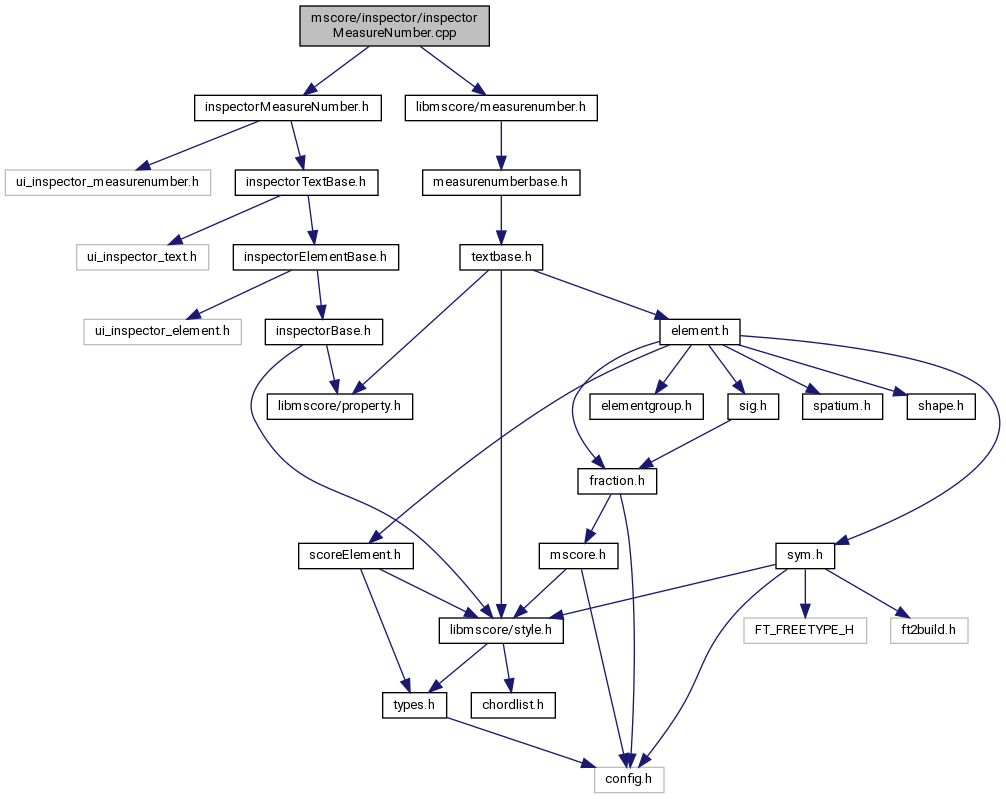 mscore/inspector/inspector
MeasureNumber.cpp
inspectorMeasureNumber.h
libmscore/measurenumber.h
ui_inspector_measurenumber.h
inspectorTextBase.h
measurenumberbase.h
ui_inspector_text.h
inspectorElementBase.h
textbase.h
ui_inspector_element.h
inspectorBase.h
element.h
libmscore/property.h
elementgroup.h
sig.h
spatium.h
shape.h
fraction.h
scoreElement.h
mscore.h
sym.h
libmscore/style.h
FT_FREETYPE_H
ft2build.h
types.h
chordlist.h
config.h